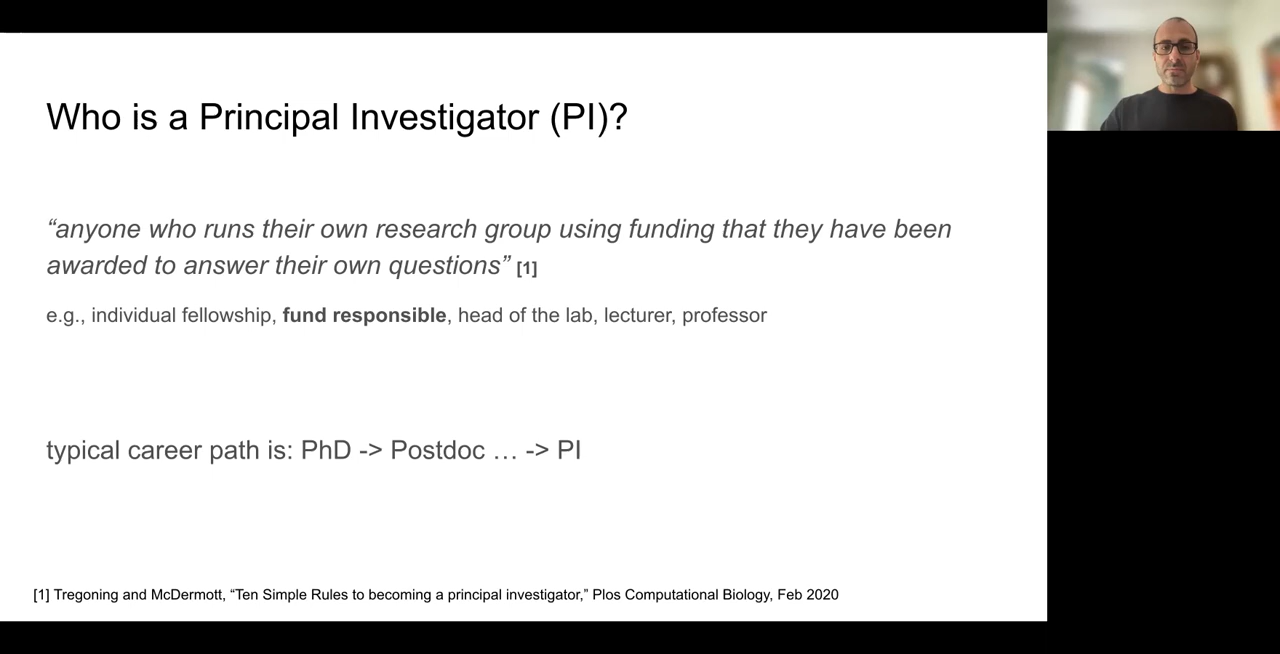 Who is a Principal Investigator (PI)?
“anyone who runs their own research group using funding that they have been
awarded to answer their own questions” [1]
e.g., individual fellowship, fund responsible, head of the lab, lecturer, professor
typical career path is: PhD -> Postdoc … -> PI
[1] Tregoning and McDermott, “Ten Simple Rules to becoming a principal investigator,” Plos Computational Biology, Feb 2020